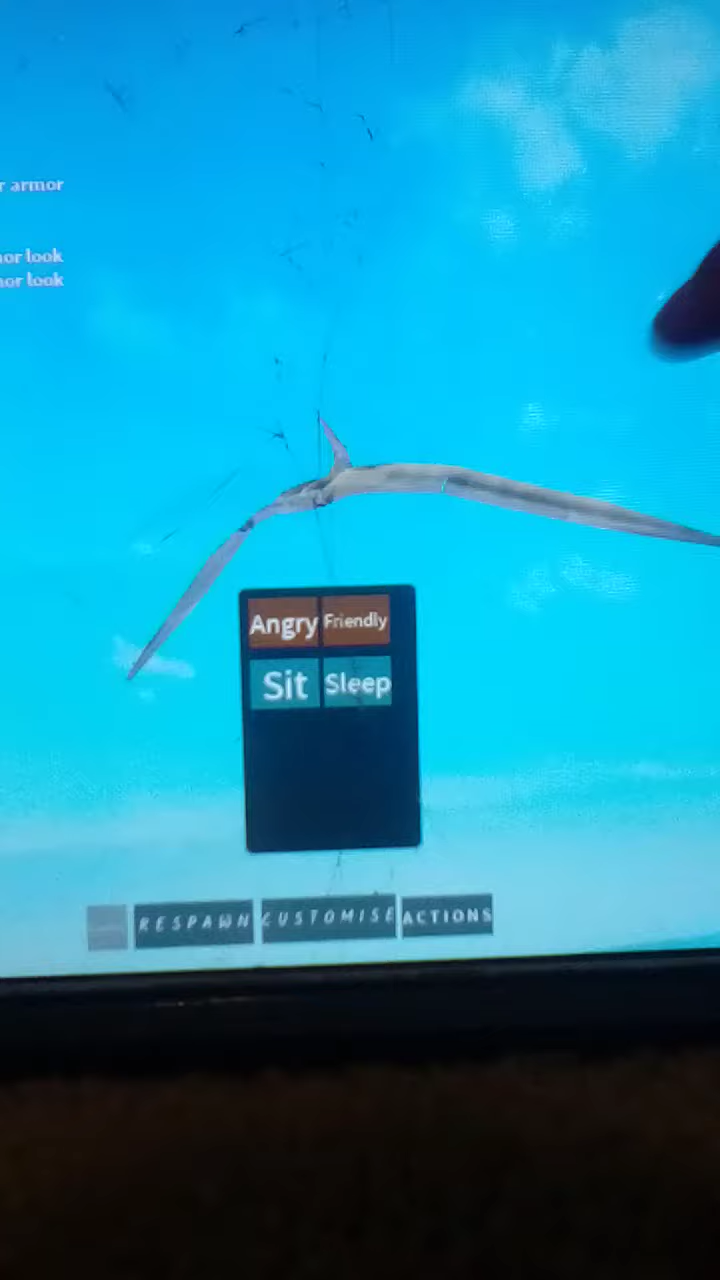 r armor
nor look
nor look
Angry Friendly
Sit Sleep
RESPAWN CUSTOMISE ACTIONS